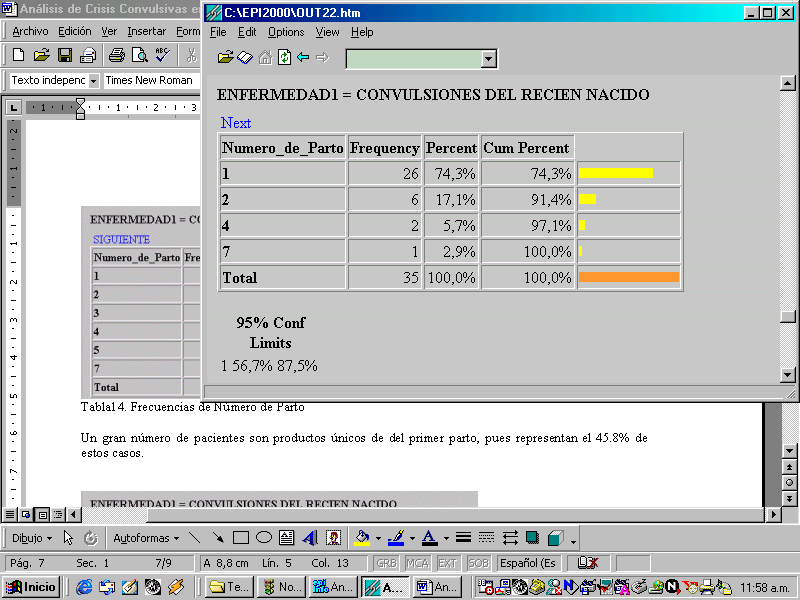 Análisis de Crisis Convulsivas e
C:\EPI2000\OUT22.htm
Archivo Edición Ver Insertar Form
File Edit Options View Help
Texto independ Times New Roman
ENFERMEDAD1 = CONVULSIONES DEL RECIEN NACIDO
Next
Numero_de_Parto Frequency Percent Cum Percent
1 26 74,3% 74,3%
2 6 17,1% 91,4%
4 2 5,7% 97,1%
7 1 2,9% 100,0%
Total 35 100,0% 100,0%
95% Conf
Limits
1 56,7% 87,5%
ENFERMEDAD1 = CO
SIGUIENTE
Numero_de_Parto Fre
1
2
3
4
5
7
Total
Tabla14. Frecuencias de Número de Parto
Un gran número de pacientes son productos únicos de del primer parto, pues representan el 45.8% de
estos casos.
ENFERMEDAD1 = CONVULSIONES DEL RECIEN NACIDO
Dibujo Autoformas
Pág. 7 Sec. 1 7/9 A 8,8 cm Lín. 5 Col. 13 GRB MCA EXT SOB Español (Es
Inicio Te... No... An... A... An... 11:58 a.m.